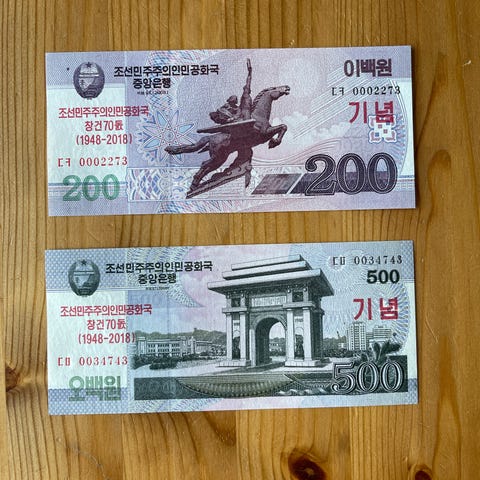 조선민주주의인민공화국
중앙은행
이백원
ㄷㅋ 0002273
기념
조선민주주의인민공화국
창건70돐
(1948-2018)
ㄷㅋ 0002273
200
200
조선민주주의인민공화국
중앙은행
ㄷㅂ 0034743
500
기념
조선민주주의인민공화국
창건70돐
(1948-2018)
ㄷㅂ 0034743
오백원
500